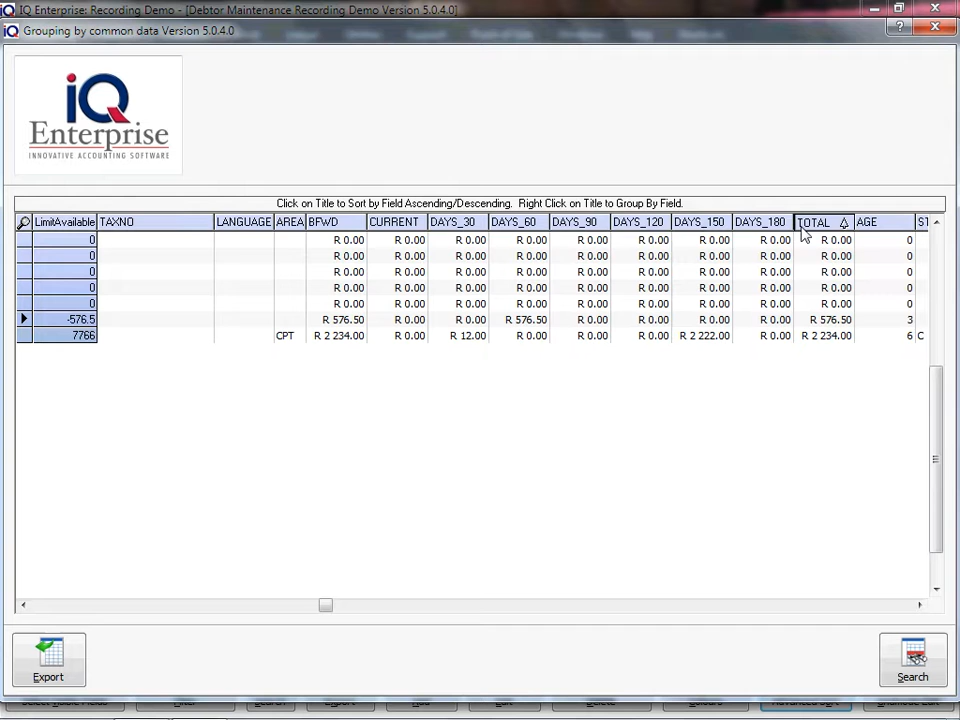 IQ Enterprise: Recording Demo - [Debtor Maintenance Recording Demo Version 5.0.4.0]
Grouping by common data Version 5.0.4.0
iQ
Enterprise
INNOVATIVE ACCOUNTING SOFTWARE
Click on Title to Sort by Field Ascending/Descending. Right Click on Title to Group By Field.
LimitAvailable TAXNO LANGUAGE AREA BFWD CURRENT DAYS_30 DAYS_60 DAYS_90 DAYS_120 DAYS_150 DAYS_180 TOTAL AGE ST
0 R 0.00 R 0.00 R 0.00 R 0.00 R 0.00 R 0.00 R 0.00 R 0.00 R 0.00 0
0 R 0.00 R 0.00 R 0.00 R 0.00 R 0.00 R 0.00 R 0.00 R 0.00 R 0.00 0
0 R 0.00 R 0.00 R 0.00 R 0.00 R 0.00 R 0.00 R 0.00 R 0.00 R 0.00 0
0 R 0.00 R 0.00 R 0.00 R 0.00 R 0.00 R 0.00 R 0.00 R 0.00 R 0.00 0
0 R 0.00 R 0.00 R 0.00 R 0.00 R 0.00 R 0.00 R 0.00 R 0.00 R 0.00 0
-576.5 R 576.50 R 0.00 R 0.00 R 576.50 R 0.00 R 0.00 R 0.00 R 0.00 R 576.50 3
7766 CPT R 2 234.00 R 0.00 R 12.00 R 0.00 R 0.00 R 0.00 R 2 222.00 R 0.00 R 2 234.00 6 C
Export
Search